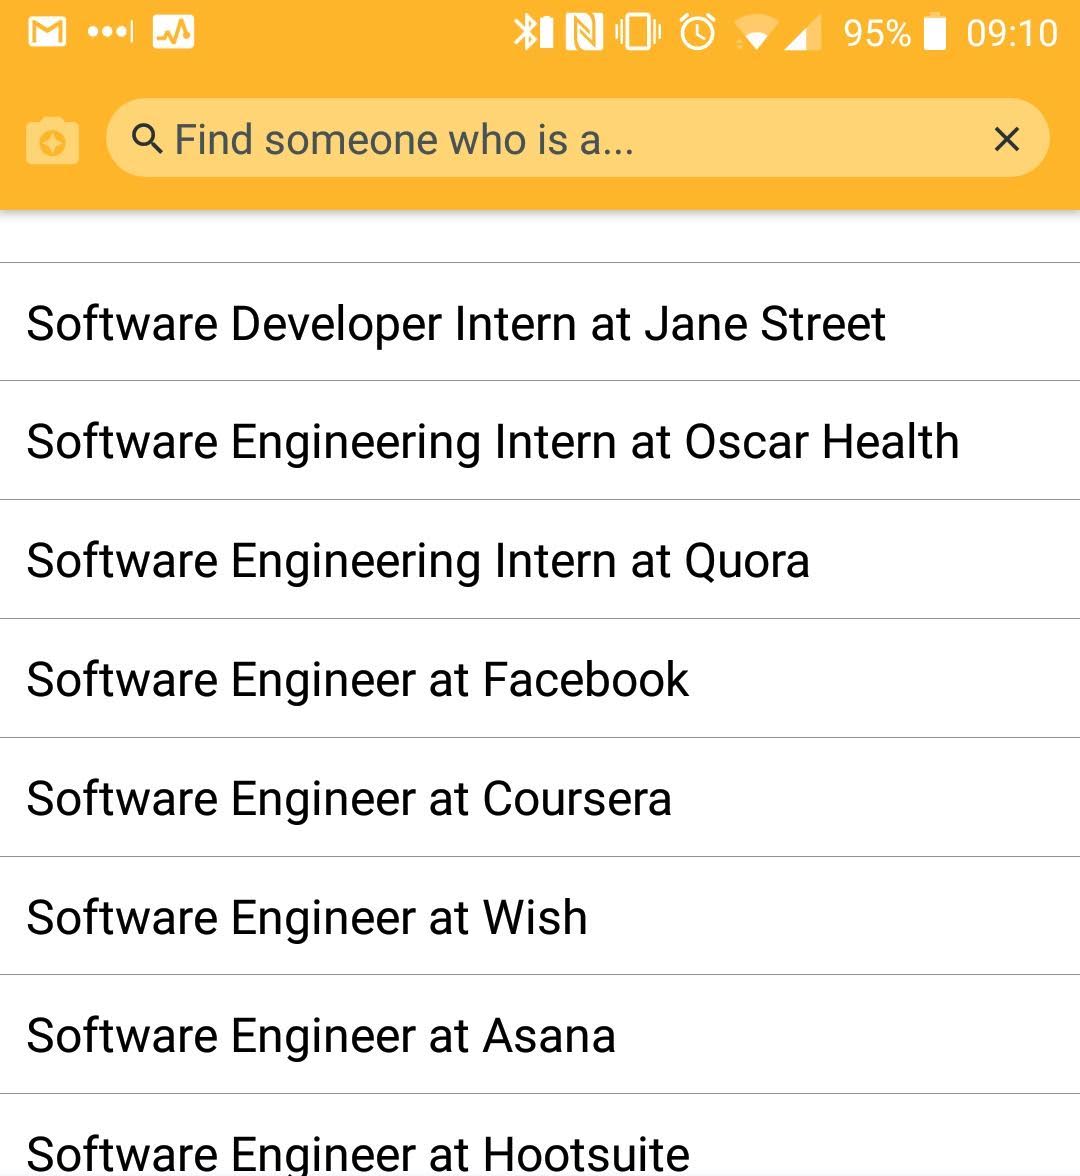 95% 09:10
Find someone who is a...
Software Developer Intern at Jane Street
Software Engineering Intern at Oscar Health
Software Engineering Intern at Quora
Software Engineer at Facebook
Software Engineer at Coursera
Software Engineer at Wish
Software Engineer at Asana
Software Engineer at Hootsuite